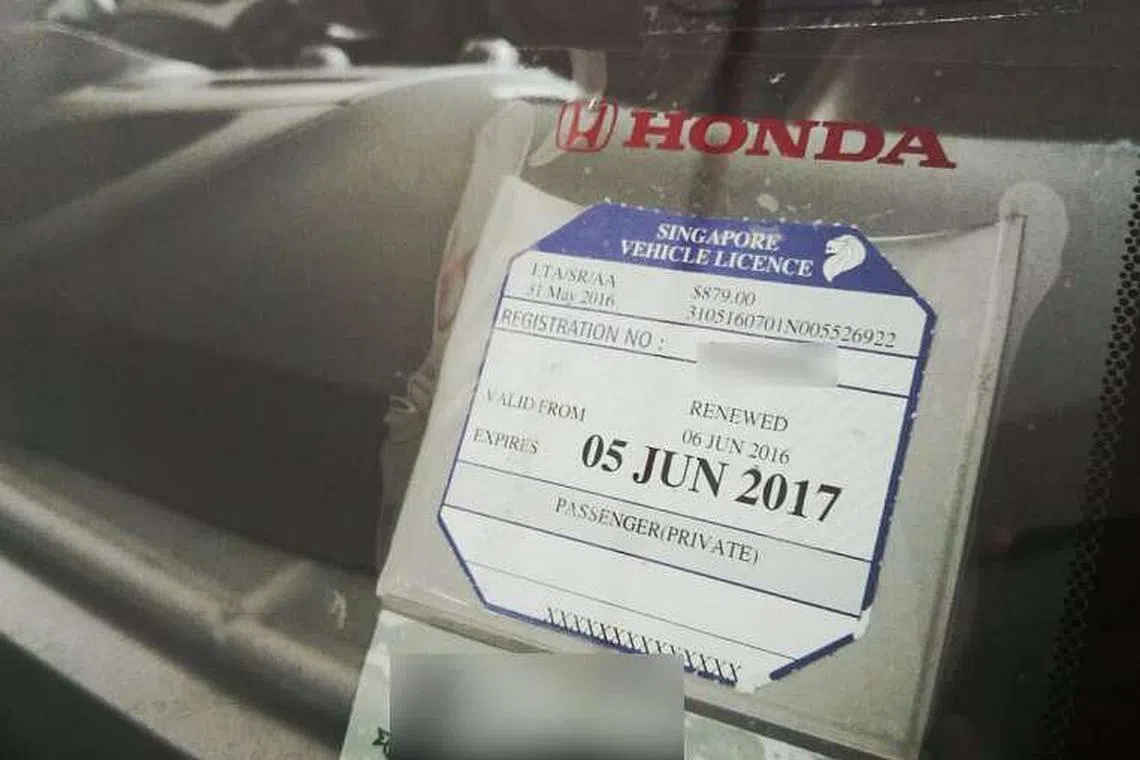 HONDA
SINGAPORE
VEHICLE LICENCE
LTA/SR/AA $879.00
31 May 2016 3105160701N005526922
REGISTRATION NO :
VALID FROM RENEWED
06 JUN 2016
EXPIRES 05 JUN 2017
PASSENGER(PRIVATE)
XXXXXXXXXXXXXXX